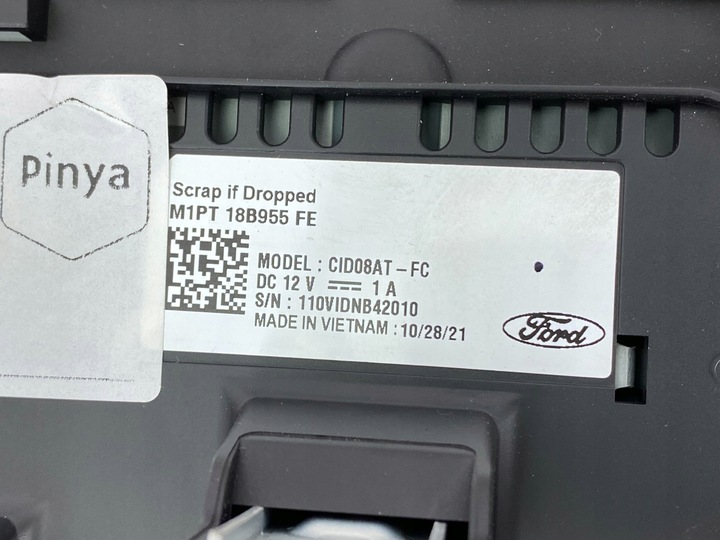 Pinya
Scrap if Dropped
M1PT 18B955 FE
MODEL : CID08AT-FC
DC 12 V ⎓ 1 A
S/N : 110VIDNB42010
MADE IN VIETNAM : 10/28/21
Ford